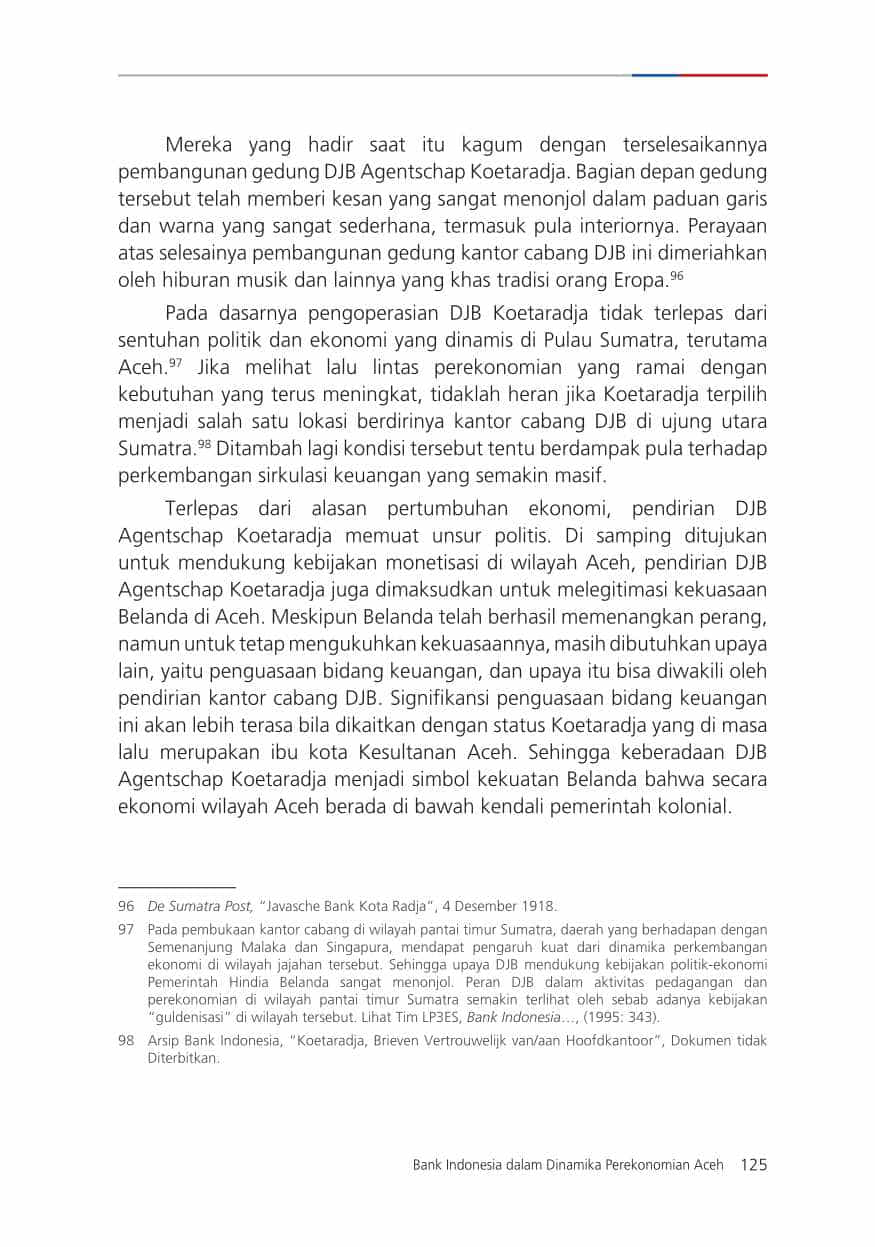 Mereka yang hadir saat itu kagum dengan terselesaikannya
pembangunan gedung DJB Agentschap Koetaradja. Bagian depan gedung
tersebut telah memberi kesan yang sangat menonjol dalam paduan garis
dan warna yang sangat sederhana, termasuk pula interiornya. Perayaan
atas selesainya pembangunan gedung kantor cabang DJB ini dimeriahkan
oleh hiburan musik dan lainnya yang khas tradisi orang Eropa.96
Pada dasarnya pengoperasian DJB Koetaradja tidak terlepas dari
sentuhan politik dan ekonomi yang dinamis di Pulau Sumatra, terutama
Aceh.97 Jika melihat lalu lintas perekonomian yang ramai dengan
kebutuhan yang terus meningkat, tidaklah heran jika Koetaradja terpilih
menjadi salah satu lokasi berdirinya kantor cabang DJB di ujung utara
Sumatra.98 Ditambah lagi kondisi tersebut tentu berdampak pula terhadap
perkembangan sirkulasi keuangan yang semakin masif.
Terlepas dari alasan pertumbuhan ekonomi, pendirian DJB
Agentschap Koetaradja memuat unsur politis. Di samping ditujukan
untuk mendukung kebijakan monetisasi di wilayah Aceh, pendirian DJB
Agentschap Koetaradja juga dimaksudkan untuk melegitimasi kekuasaan
Belanda di Aceh. Meskipun Belanda telah berhasil memenangkan perang,
namun untuk tetap mengukuhkan kekuasaannya, masih dibutuhkan upaya
lain, yaitu penguasaan bidang keuangan, dan upaya itu bisa diwakili oleh
pendirian kantor cabang DJB. Signifikansi penguasaan bidang keuangan
ini akan lebih terasa bila dikaitkan dengan status Koetaradja yang di masa
lalu merupakan ibu kota Kesultanan Aceh. Sehingga keberadaan DJB
Agentschap Koetaradja menjadi simbol kekuatan Belanda bahwa secara
ekonomi wilayah Aceh berada di bawah kendali pemerintah kolonial.
96 De Sumatra Post, “Javasche Bank Kota Radja”, 4 Desember 1918.
97 Pada pembukaan kantor cabang di wilayah pantai timur Sumatra, daerah yang berhadapan dengan
Semenanjung Malaka dan Singapura, mendapat pengaruh kuat dari dinamika perkembangan
ekonomi di wilayah jajahan tersebut. Sehingga upaya DJB mendukung kebijakan politik-ekonomi
Pemerintah Hindia Belanda sangat menonjol. Peran DJB dalam aktivitas pedagangan dan
perekonomian di wilayah pantai timur Sumatra semakin terlihat oleh sebab adanya kebijakan
“guldenisasi” di wilayah tersebut. Lihat Tim LP3ES, Bank Indonesia…, (1995: 343).
98 Arsip Bank Indonesia, “Koetaradja, Brieven Vertrouwelijk van/aan Hoofdkantoor”, Dokumen tidak
Diterbitkan.
Bank Indonesia dalam Dinamika Perekonomian Aceh 125